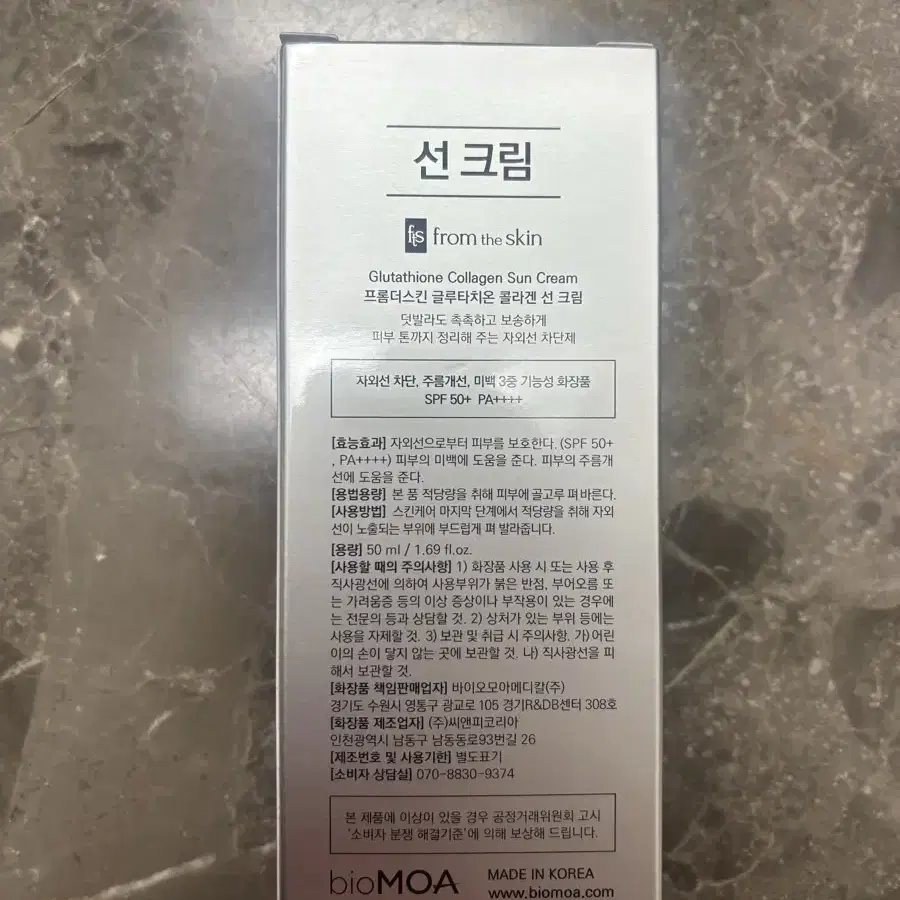 선 크림
fts from the skin
Glutathione Collagen Sun Cream
프롬더스킨 글루타치온 콜라겐 선 크림
덧발라도 촉촉하고 보송하게
피부 톤까지 정리해 주는 자외선 차단제
자외선 차단, 주름개선, 미백 3중 기능성 화장품
SPF 50+ PA++++
[효능효과] 자외선으로부터 피부를 보호한다. (SPF 50+
, PA++++) 피부의 미백에 도움을 준다. 피부의 주름개
선에 도움을 준다.
[용법용량] 본 품 적당량을 취해 피부에 골고루 펴 바른다.
[사용방법] 스킨케어 마지막 단계에서 적당량을 취해 자외
선이 노출되는 부위에 부드럽게 펴 발라줍니다.
[용량] 50 ml / 1.69 fl.oz.
[사용할 때의 주의사항] 1) 화장품 사용 시 또는 사용 후
직사광선에 의하여 사용부위가 붉은 반점, 부어오름 또
는 가려움증 등의 이상 증상이나 부작용이 있는 경우에
는 전문의 등과 상담할 것. 2) 상처가 있는 부위 등에는
사용을 자제할 것. 3) 보관 및 취급 시 주의사항. 가) 어린
이의 손이 닿지 않는 곳에 보관할 것. 나) 직사광선을 피
해서 보관할 것.
[화장품 책임판매업자] 바이오모아메디칼(주)
경기도 수원시 영통구 광교로 105 경기R&DB센터 308호
[화장품 제조업자] (주)씨앤피코리아
인천광역시 남동구 남동동로93번길 26
[제조번호 및 사용기한] 별도표기
[소비자 상담실] 070-8830-9374
본 제품에 이상이 있을 경우 공정거래위원회 고시
'소비자 분쟁 해결기준'에 의해 보상해 드립니다.
bioMOA
MADE IN KOREA
www.biomoa.com